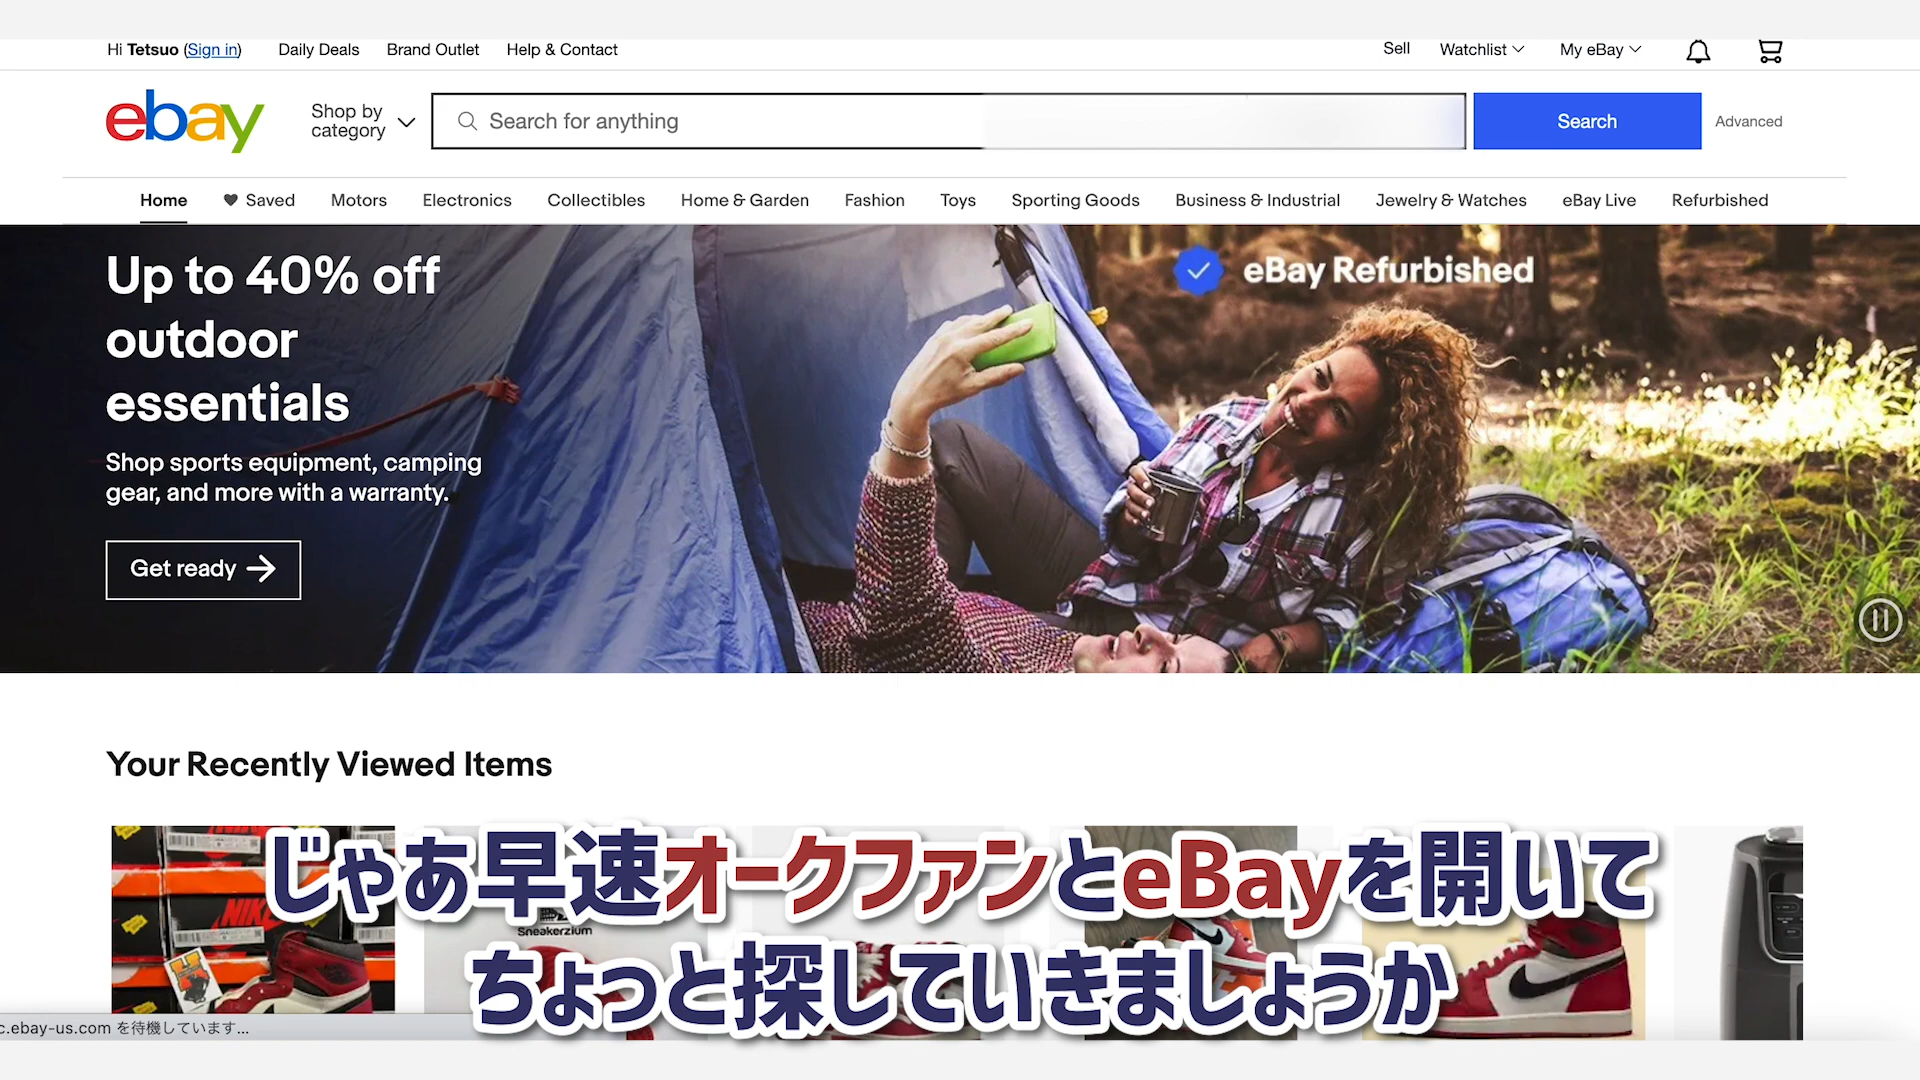 Hi Tetsuo (Sign in) Daily Deals Brand Outlet Help & Contact Sell Watchlist My eBay
ebay
Shop by
category
Search for anything
Search
Advanced
Home Saved Motors Electronics Collectibles Home & Garden Fashion Toys Sporting Goods Business & Industrial Jewelry & Watches eBay Live Refurbished
Up to 40% off
outdoor
essentials
eBay Refurbished
Shop sports equipment, camping
gear, and more with a warranty.
Get ready
Your Recently Viewed Items
NIKE
NIKE
Sneakerzium
じゃあ早速オークファンとeBayを開いて
ちょっと探していきましょうか
c.ebay-us.com を待機しています...